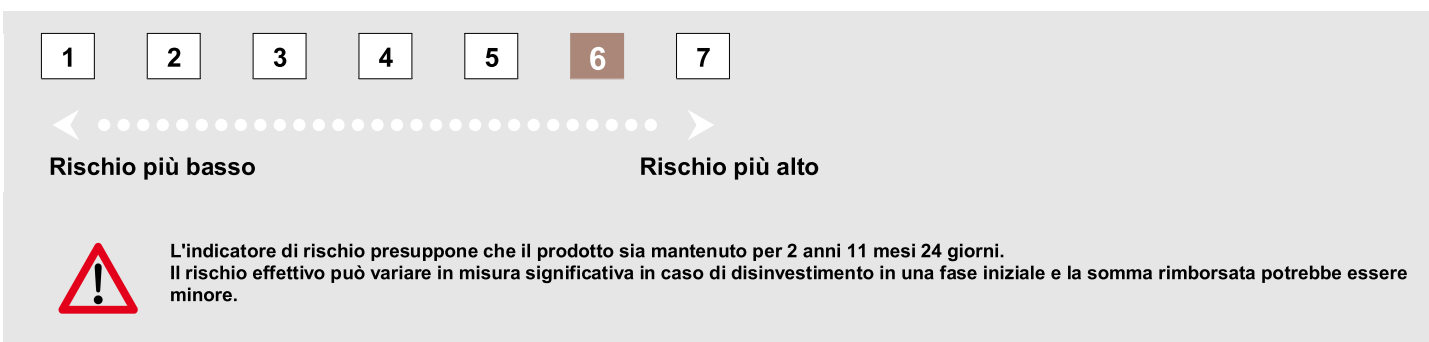 1 2 3 4 5 6 7
Rischio più basso Rischio più alto
L'indicatore di rischio presuppone che il prodotto sia mantenuto per 2 anni 11 mesi 24 giorni.
Il rischio effettivo può variare in misura significativa in caso di disinvestimento in una fase iniziale e la somma rimborsata potrebbe essere
minore.